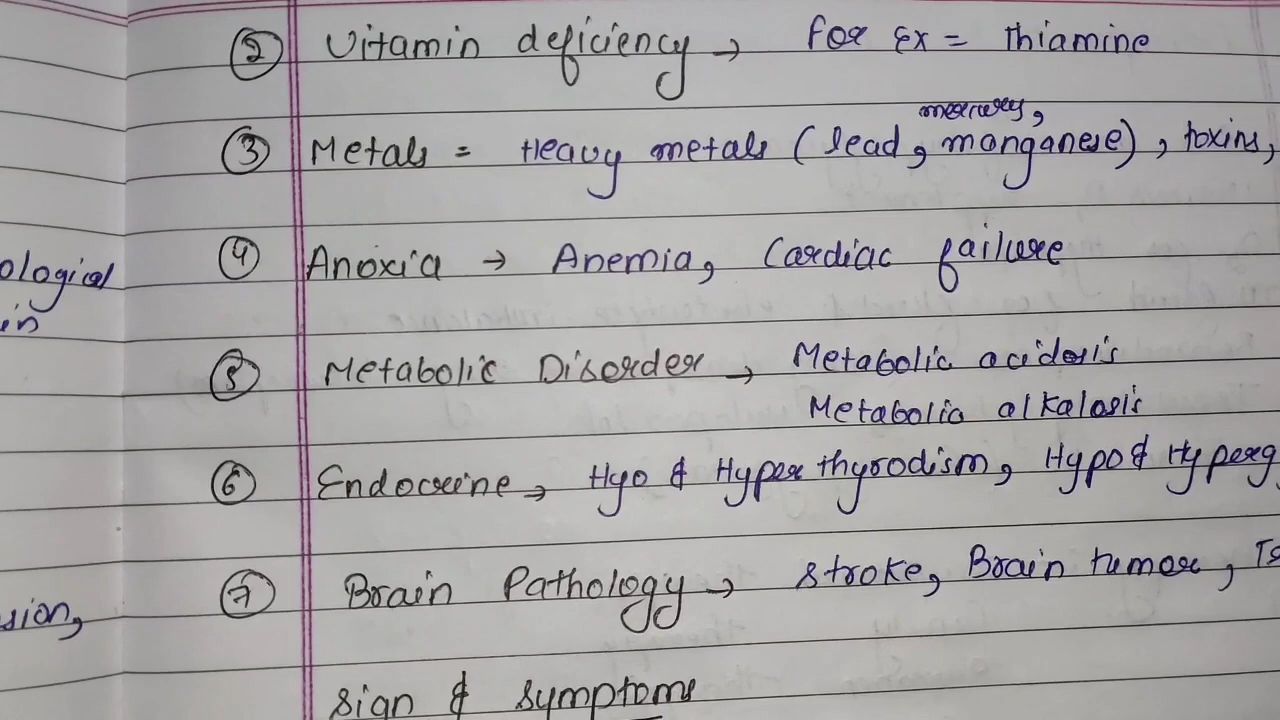 ② Vitamin deficiency → for Ex = thiamine
mercury,
③ Metals = Heavy metals (lead, manganese), toxins,
④ Anoxia → Anemia, Cardiac failure
ological
in
⑤ Metabolic Disorder → Metabolic acidosis
Metabolic alkalosis
⑥ Endocrine → Hyo & Hyper thyrodism, Hypo & Hyperg
⑦ Brain Pathology → stroke, Brain tumor,
sion,
sign & symptoms